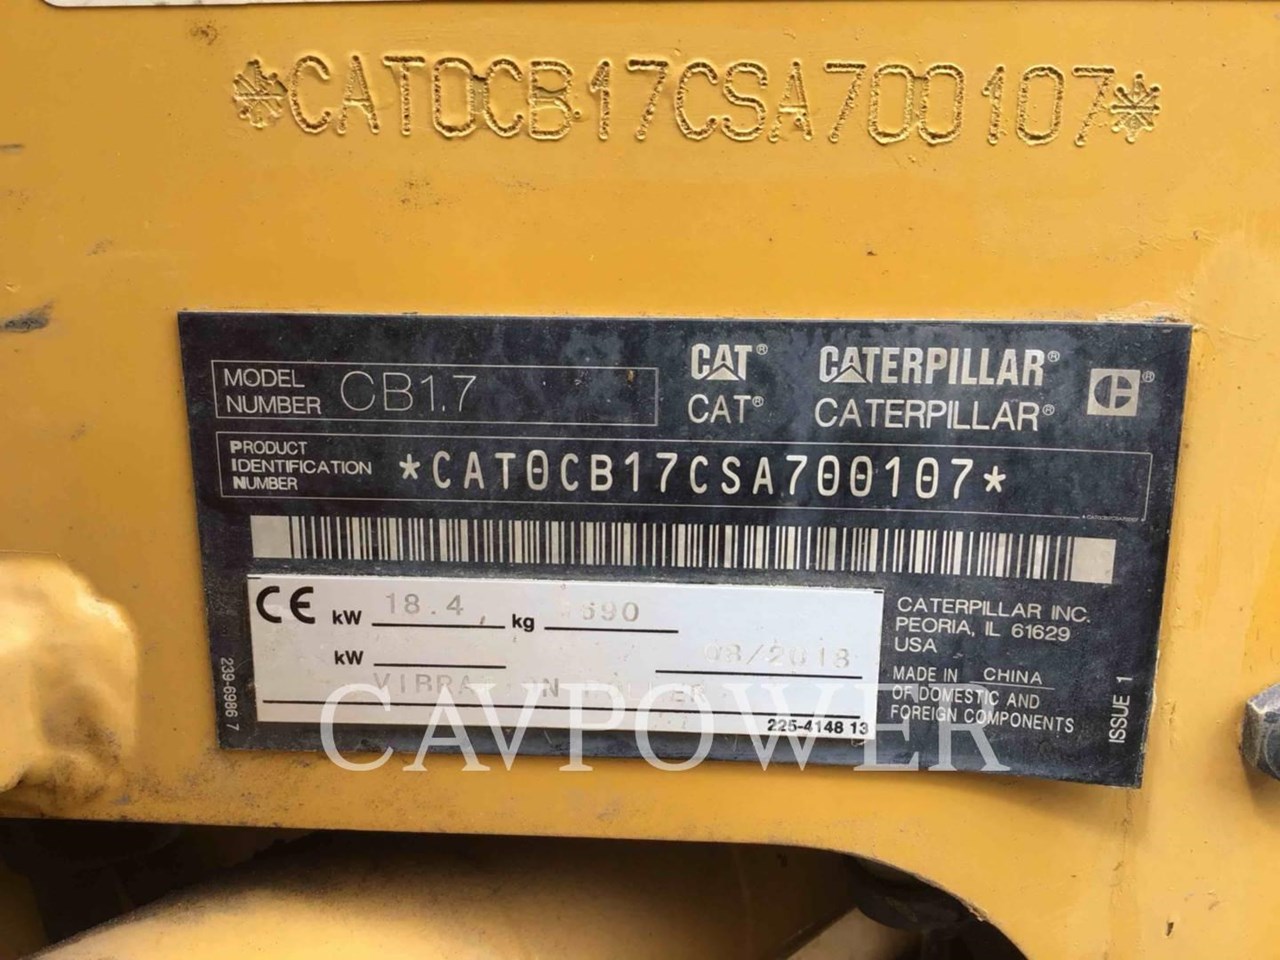 *CAT0CB17CSA700107*
MODEL NUMBER CB1.7
CAT® CATERPILLAR®
CAT® CATERPILLAR®
PRODUCT
IDENTIFICATION
NUMBER
*CAT0CB17CSA700107*
CE kW 18.4, kg
kW 08/2018
225-4148 13
239-6986 7
CATERPILLAR INC.
PEORIA, IL 61629
USA
MADE IN CHINA
OF DOMESTIC AND
FOREIGN COMPONENTS
ISSUE 1
CAVPOWER